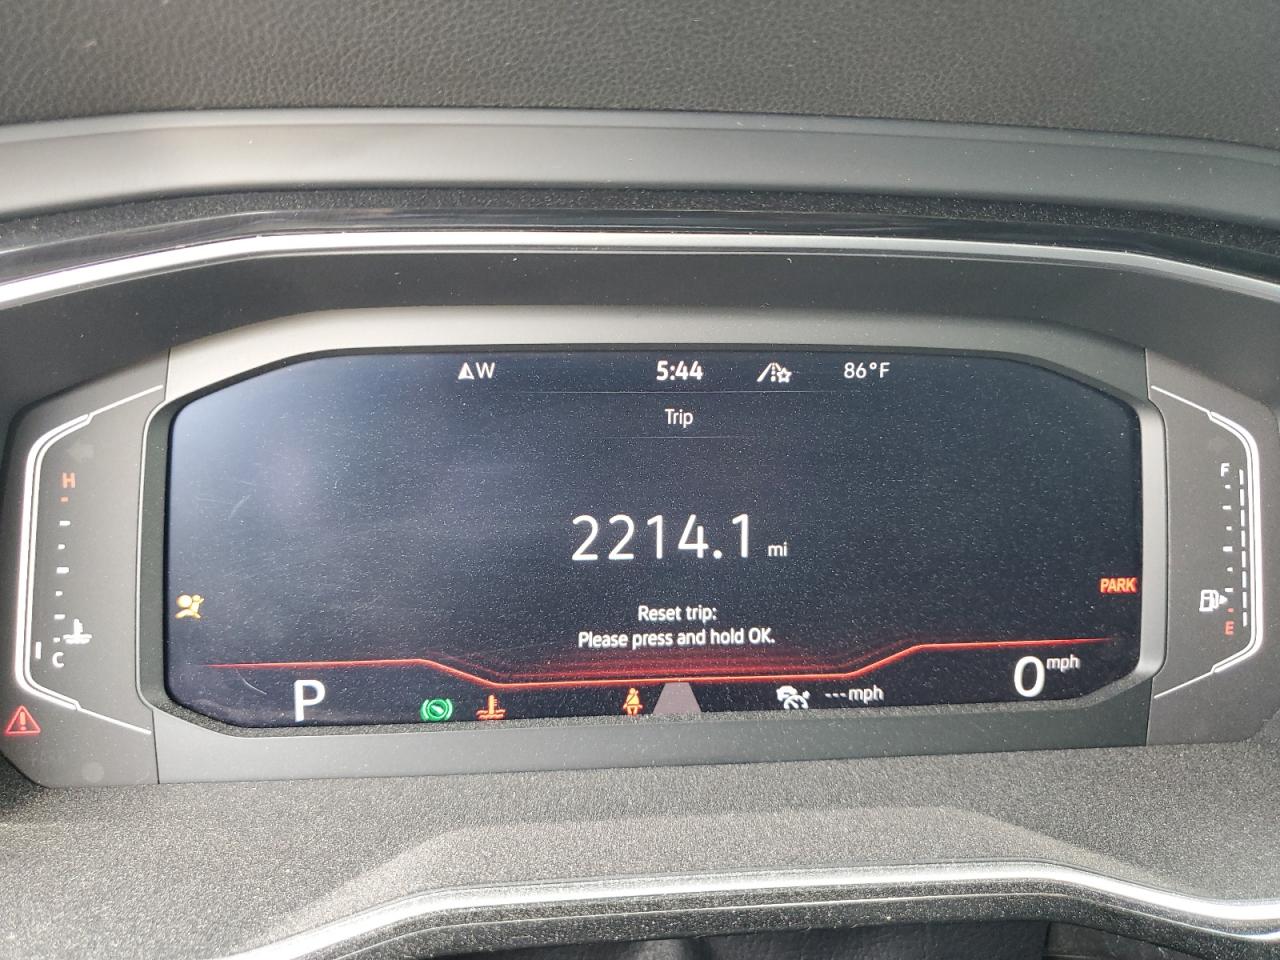 W 5:44 86°F
Trip
H
F
2214.1 mi
PARK
Reset trip:
Please press and hold OK.
E
C
P
---mph
0 mph